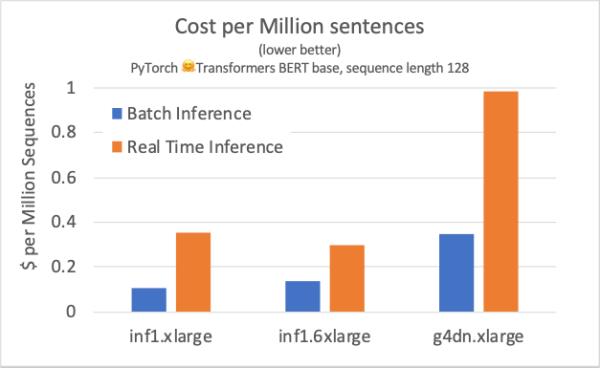 Cost per Million sentences
(lower better)
PyTorch 🤗Transformers BERT base, sequence length 128
$ per Million Sequences
1
0.8
0.6
0.4
0.2
0
Batch Inference
Real Time Inference
inf1.xlarge
inf1.6xlarge
g4dn.xlarge